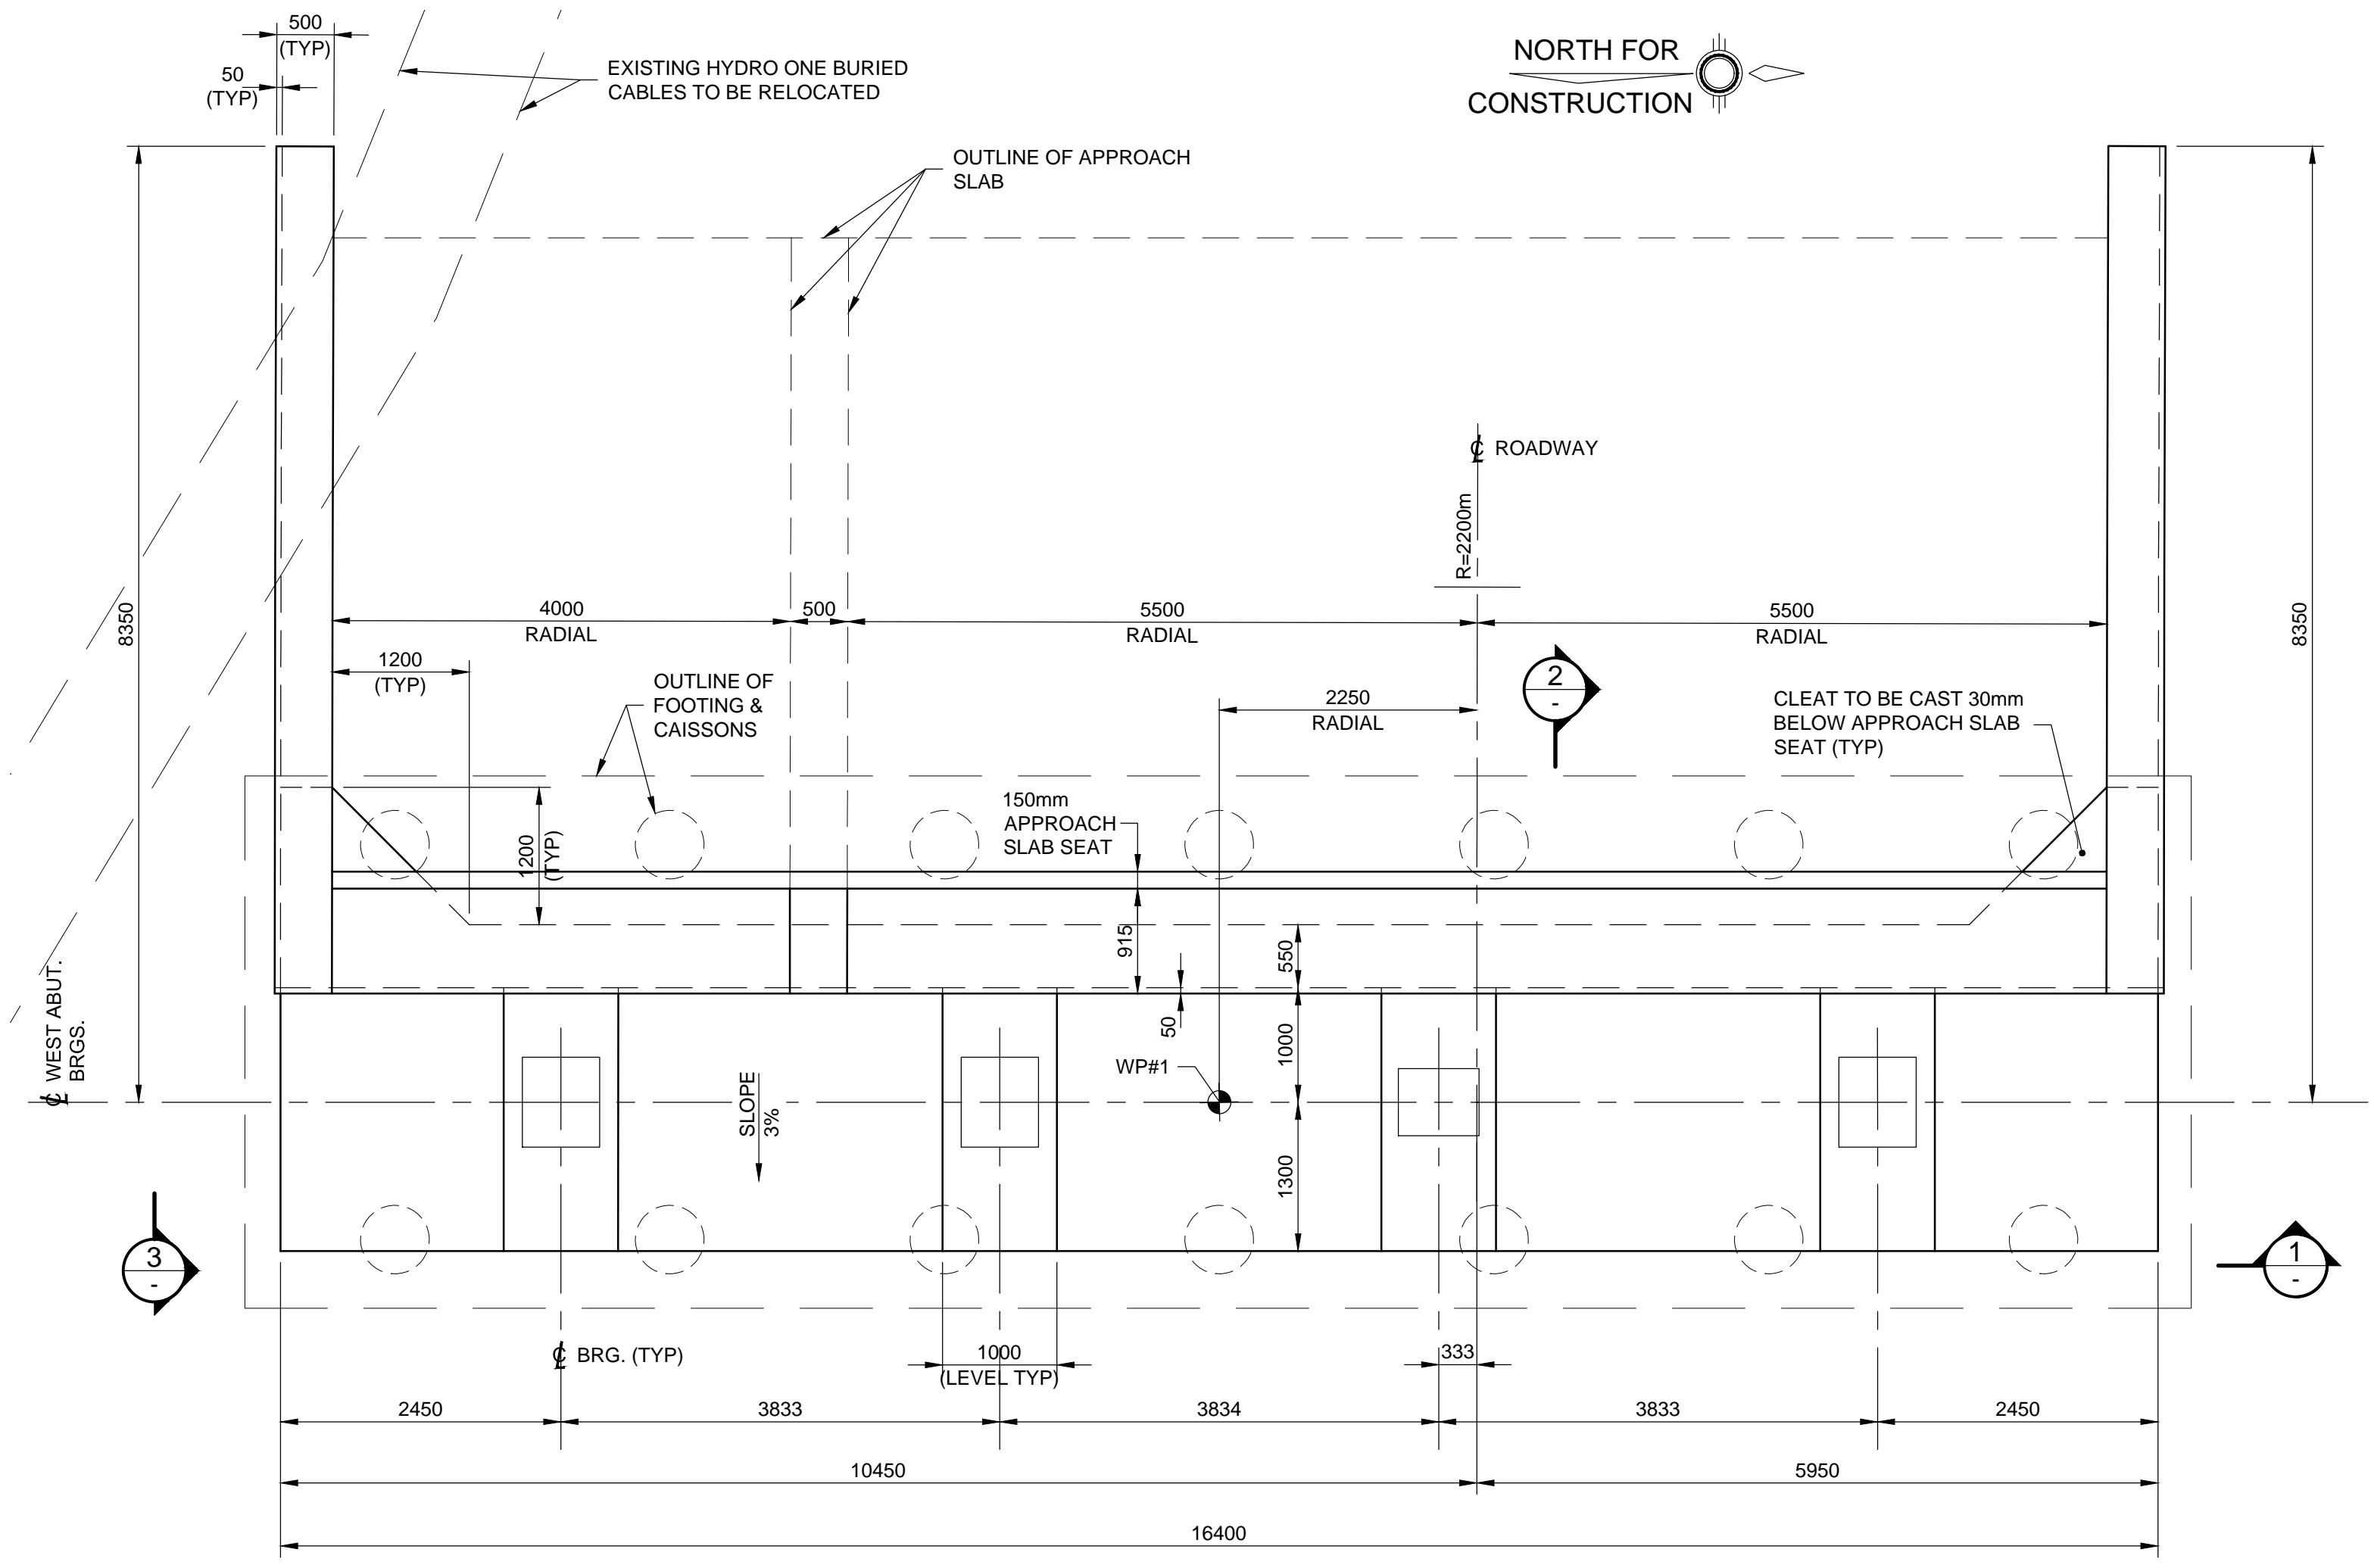 500
(TYP)
50
(TYP)
EXISTING HYDRO ONE BURIED
CABLES TO BE RELOCATED
NORTH FOR
CONSTRUCTION
OUTLINE OF APPROACH
SLAB
℄ ROADWAY
R=2200m
8350
8350
4000
RADIAL
500
5500
RADIAL
5500
RADIAL
1200
(TYP)
OUTLINE OF
FOOTING &
CAISSONS
2250
RADIAL
2
-
CLEAT TO BE CAST 30mm
BELOW APPROACH SLAB
SEAT (TYP)
150mm
APPROACH
SLAB SEAT
1200
(TYP)
915
550
50
1000
℄ WEST ABUT.
BRGS.
WP#1
SLOPE
3%
1300
3
-
1
-
℄ BRG. (TYP)
1000
(LEVEL TYP)
333
2450
3833
3834
3833
2450
10450
5950
16400